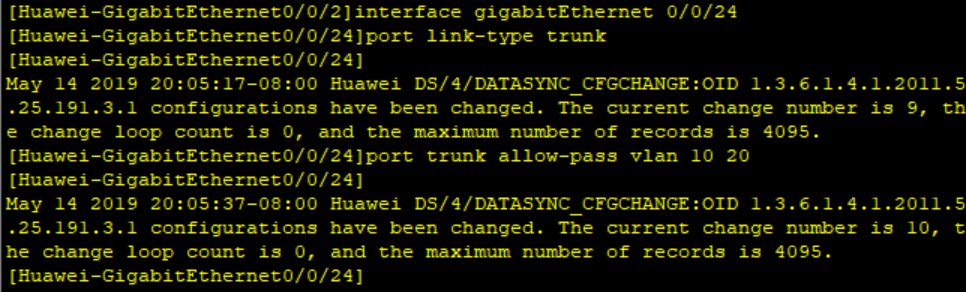 [Huawei-GigabitEthernet0/0/2]interface gigabitEthernet 0/0/24
[Huawei-GigabitEthernet0/0/24]port link-type trunk
[Huawei-GigabitEthernet0/0/24]
May 14 2019 20:05:17-08:00 Huawei DS/4/DATASYNC_CFGCHANGE:OID 1.3.6.1.4.1.2011.5
.25.191.3.1 configurations have been changed. The current change number is 9, th
e change loop count is 0, and the maximum number of records is 4095.
[Huawei-GigabitEthernet0/0/24]port trunk allow-pass vlan 10 20
[Huawei-GigabitEthernet0/0/24]
May 14 2019 20:05:37-08:00 Huawei DS/4/DATASYNC_CFGCHANGE:OID 1.3.6.1.4.1.2011.5
.25.191.3.1 configurations have been changed. The current change number is 10, t
he change loop count is 0, and the maximum number of records is 4095.
[Huawei-GigabitEthernet0/0/24]